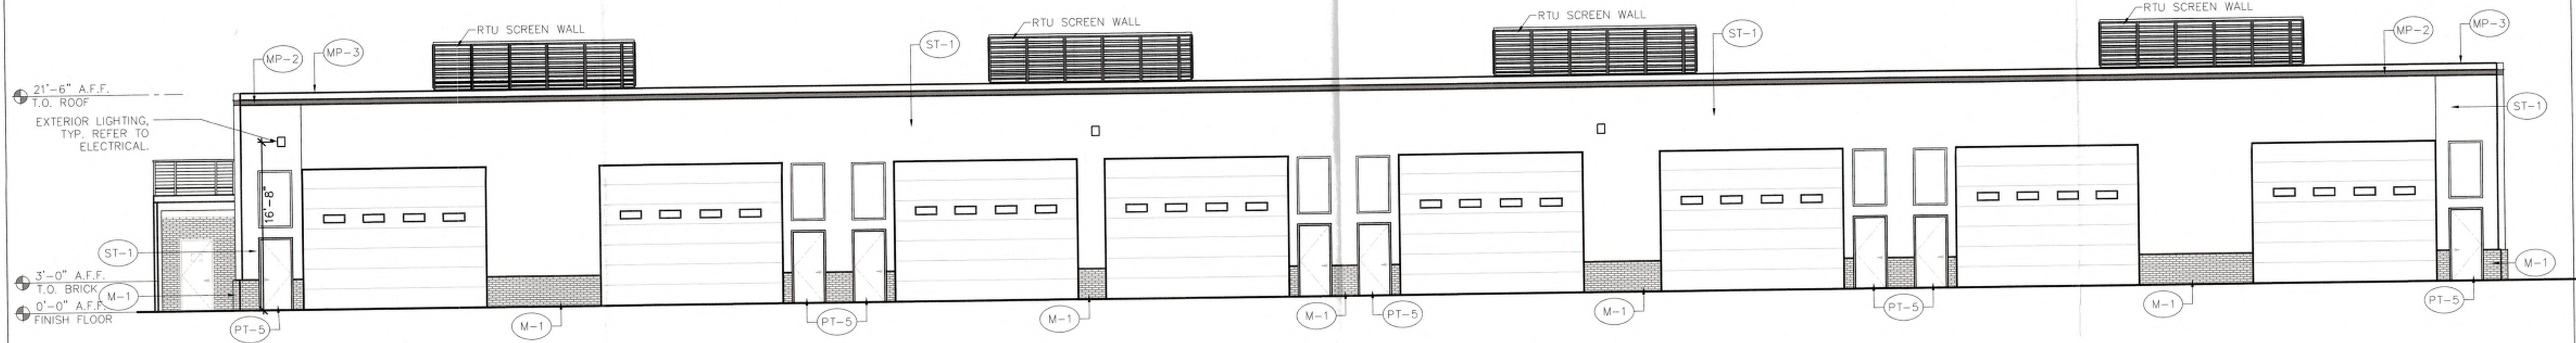 RTU SCREEN WALL
RTU SCREEN WALL
RTU SCREEN WALL
RTU SCREEN WALL
MP-2
MP-3
ST-1
ST-1
MP-2
MP-3
21'-6" A.F.F.
T.O. ROOF
EXTERIOR LIGHTING,
TYP. REFER TO
ELECTRICAL.
ST-1
16'-8"
ST-1
3'-0" A.F.F.
T.O. BRICK
M-1
M-1
0'-0" A.F.F.
FINISH FLOOR
PT-5
M-1
PT-5
M-1
M-1
PT-5
M-1
PT-5
M-1
PT-5